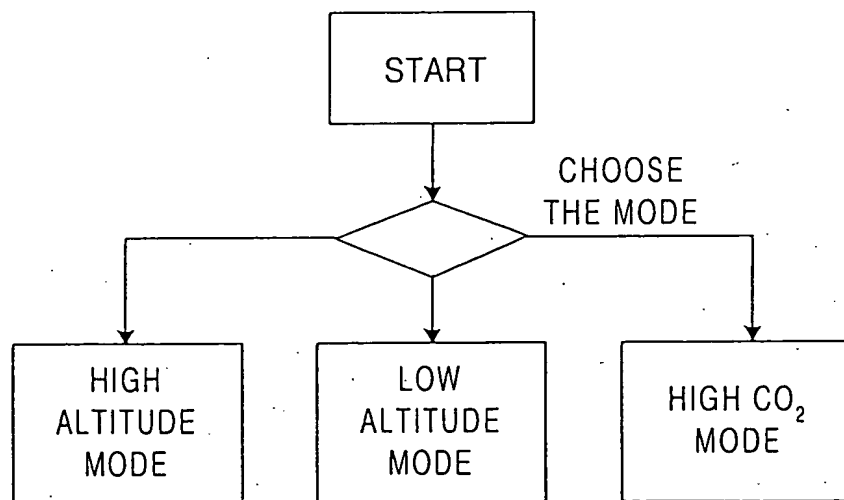 START
CHOOSE
THE MODE
HIGH
ALTITUDE
MODE
LOW
ALTITUDE
MODE
HIGH CO₂
MODE